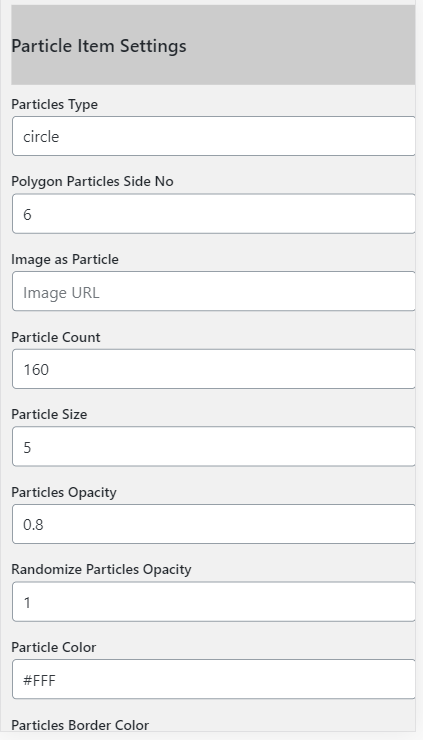 Particle Item Settings
Particles Type
circle
Polygon Particles Side No
6
Image as Particle
Image URL
Particle Count
160
Particle Size
5
Particles Opacity
0.8
Randomize Particles Opacity
1
Particle Color
#FFF
Particles Border Color